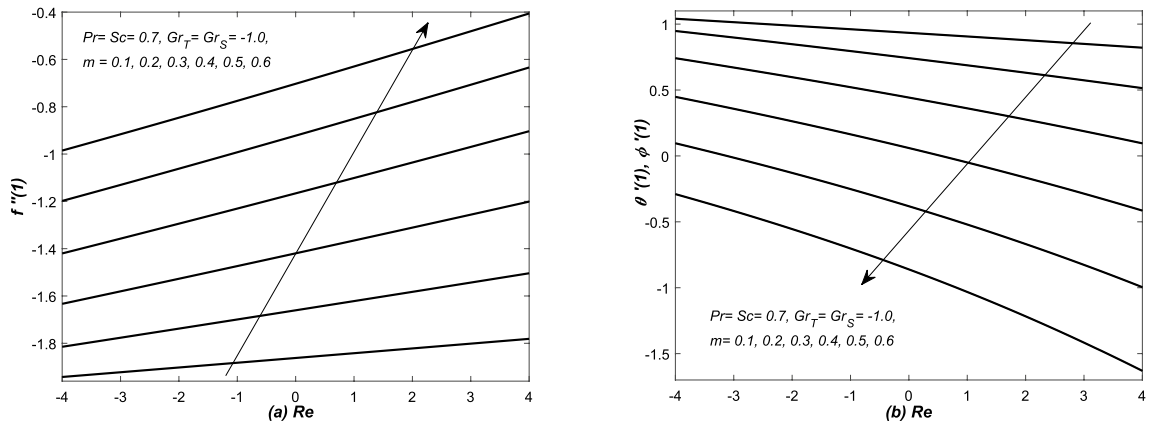 Pr= Sc= 0.7, Gr_T= Gr_S= -1.0,
m = 0.1, 0.2, 0.3, 0.4, 0.5, 0.6
-0.4
-0.6
-0.8
-1
-1.2
-1.4
-1.6
-1.8
f "(1)
-4 -3 -2 -1 0 1 2 3 4
(a) Re
1
0.5
0
-0.5
-1
-1.5
θ '(1), ϕ '(1)
Pr= Sc= 0.7, Gr_T= Gr_S= -1.0,
m= 0.1, 0.2, 0.3, 0.4, 0.5, 0.6
-4 -3 -2 -1 0 1 2 3 4
(b) Re